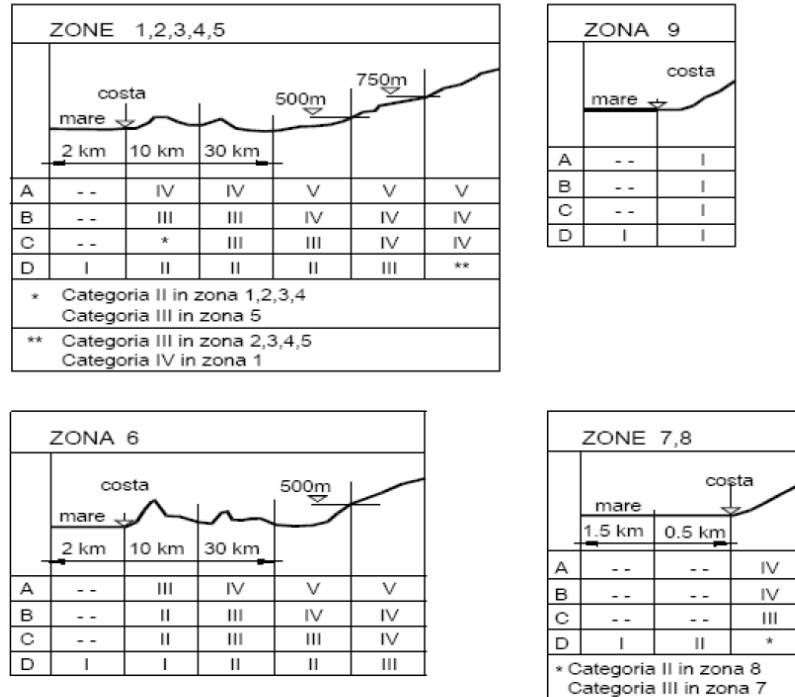 ZONE 1,2,3,4,5
costa
mare
500m
750m
2 km 10 km 30 km
A -- IV IV V V V
B -- III III IV IV IV
C -- * III III IV IV
D I II II II III **
* Categoria II in zona 1,2,3,4
Categoria III in zona 5
** Categoria III in zona 2,3,4,5
Categoria IV in zona 1
ZONA 9
costa
mare
A -- I
B -- I
C -- I
D I I
ZONA 6
costa
mare
500m
2 km 10 km 30 km
A -- III IV V V
B -- II III IV IV
C -- II III III IV
D I I II II III
ZONE 7,8
costa
mare
1.5 km 0.5 km
A -- -- IV
B -- -- IV
C -- -- III
D I II *
* Categoria II in zona 8
Categoria III in zona 7